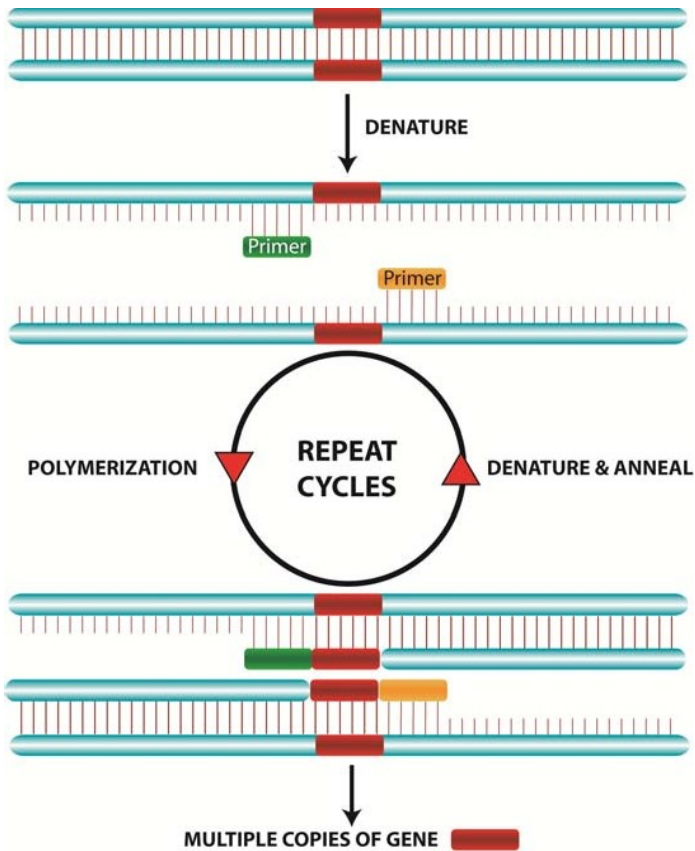 DENATURE
Primer
Primer
POLYMERIZATION
REPEAT
CYCLES
DENATURE & ANNEAL
MULTIPLE COPIES OF GENE